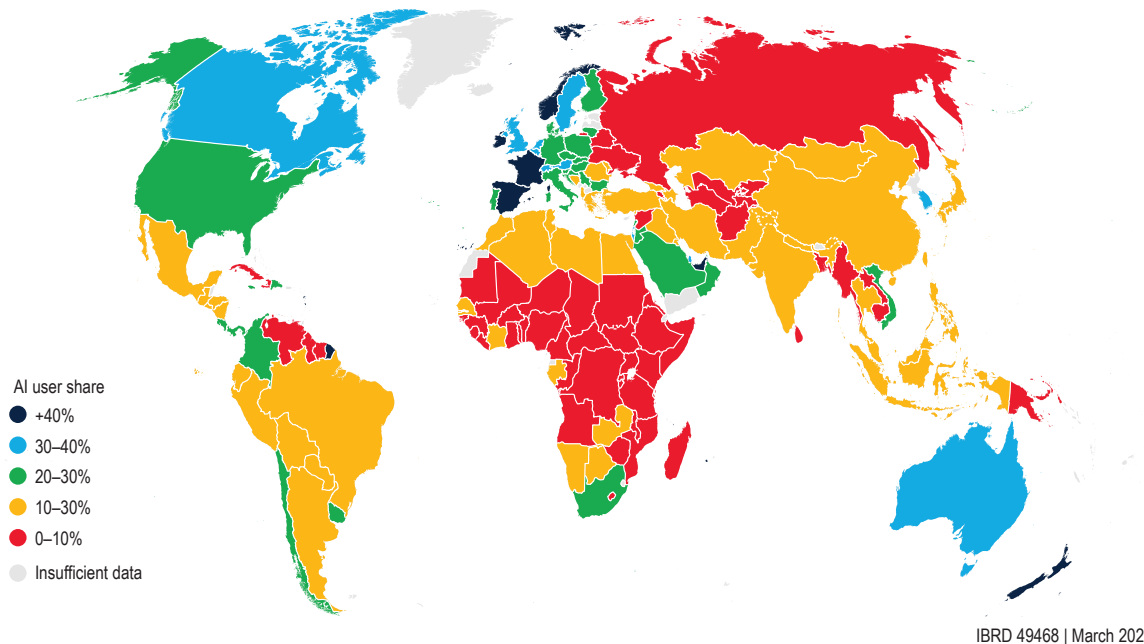 AI user share
+40%
30–40%
20–30%
10–30%
0–10%
Insufficient data
IBRD 49468 | March 202